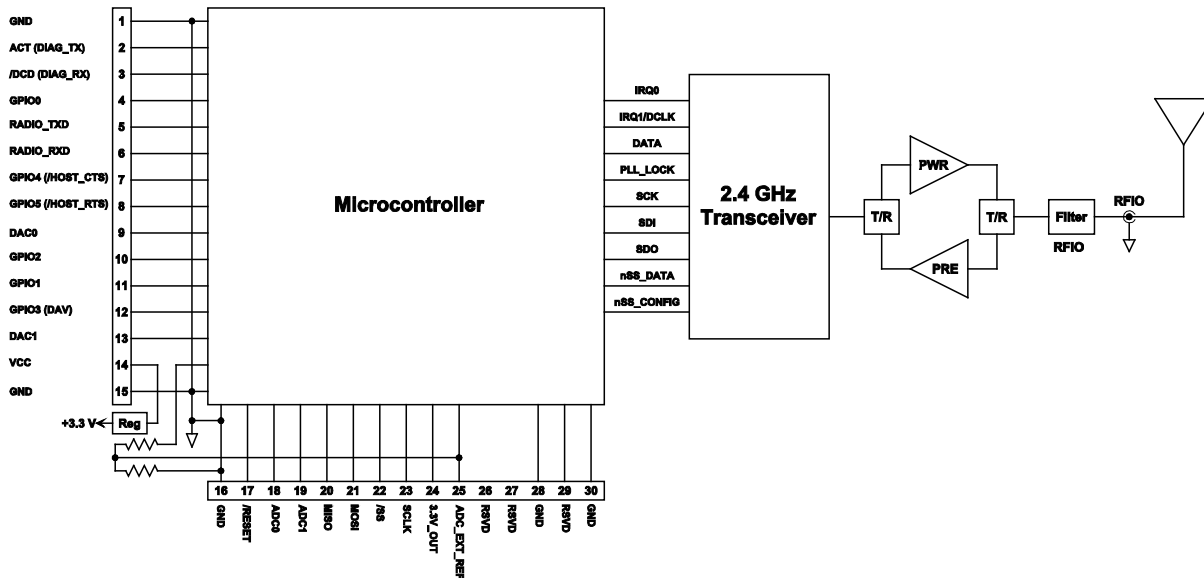 GND 1
ACT (DIAG_TX) 2
/DCD (DIAG_RX) 3
GPIO0 4
RADIO_TXD 5
RADIO_RXD 6
GPIO4 (/HOST_CTS) 7
GPIO5 (/HOST_RTS) 8
DAC0 9
GPIO2 10
GPIO1 11
GPIO3 (DAV) 12
DAC1 13
VCC 14
GND 15
+3.3 V
Reg
Microcontroller
IRQ0
IRQ1/DCLK
DATA
PLL_LOCK
SCK
SDI
SDO
nSS_DATA
nSS_CONFIG
2.4 GHz
Transceiver
T/R
PWR
PRE
T/R
Filter
RFIO
RFIO
16 17 18 19 20 21 22 23 24 25 26 27 28 29 30
GND
/RESET
ADC0
ADC1
MISO
MOSI
/SS
SCLK
3.3V_OUT
ADC_EXT_REF
RSVD
RSVD
GND
RSVD
GND